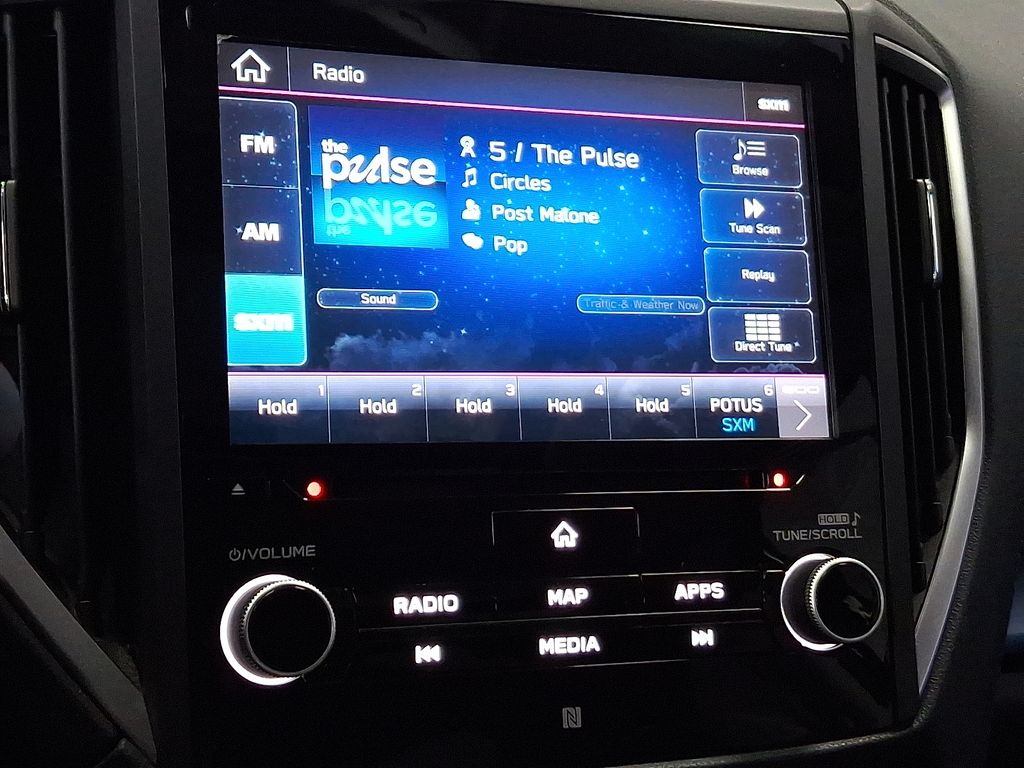 Radio
sxm
FM
AM
sxm
the
pulse
5 / The Pulse
Circles
Post Malone
Pop
Browse
Tune Scan
Replay
Direct Tune
Sound
Traffic & Weather Now
1
Hold
2
Hold
3
Hold
4
Hold
5
Hold
6
POTUS
SXM
HOLD
TUNE/SCROLL
/VOLUME
RADIO
MAP
APPS
MEDIA
N